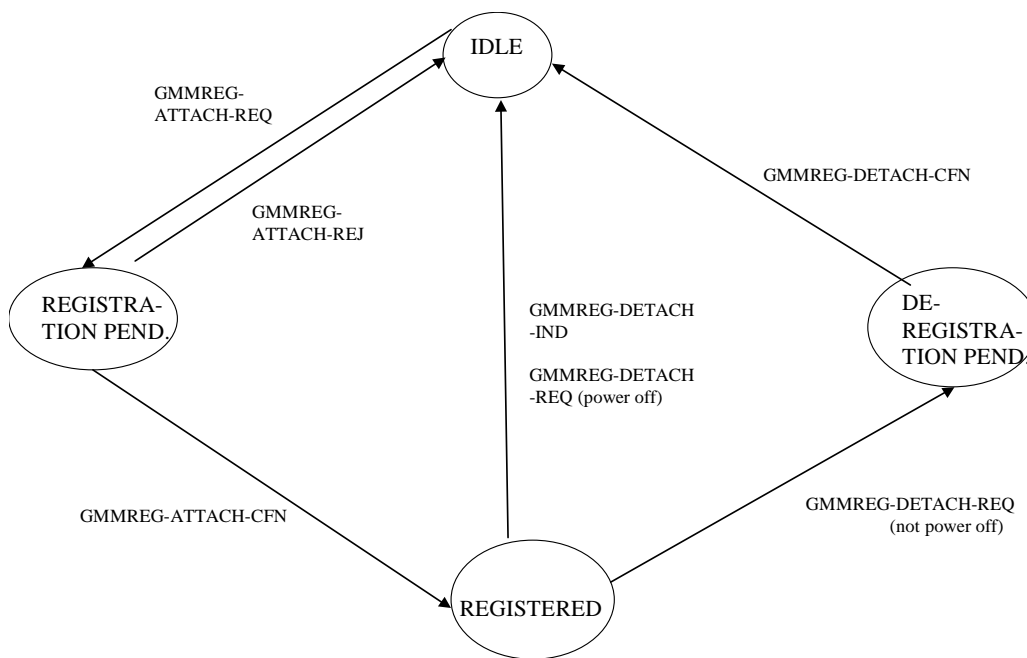 IDLE
GMMREG-
ATTACH-REQ
GMMREG-DETACH-CFN
GMMREG-
ATTACH-REJ
REGISTRA-
TION PEND.
GMMREG-DETACH
-IND
GMMREG-DETACH
-REQ (power off)
DE-
REGISTRA-
TION PEND.
GMMREG-ATTACH-CFN
GMMREG-DETACH-REQ
(not power off)
REGISTERED